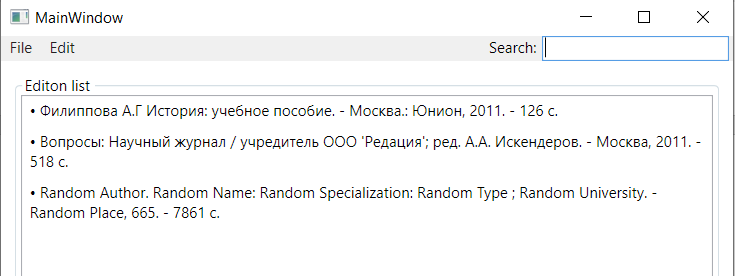 MainWindow
File Edit Search:
Editon list
• Филиппова А.Г История: учебное пособие. - Москва.: Юнион, 2011. - 126 с.
• Вопросы: Научный журнал / учредитель ООО 'Редация'; ред. А.А. Искендеров. - Москва, 2011. -
518 с.
• Random Author. Random Name: Random Specialization: Random Type ; Random University. -
Random Place, 665. - 7861 с.